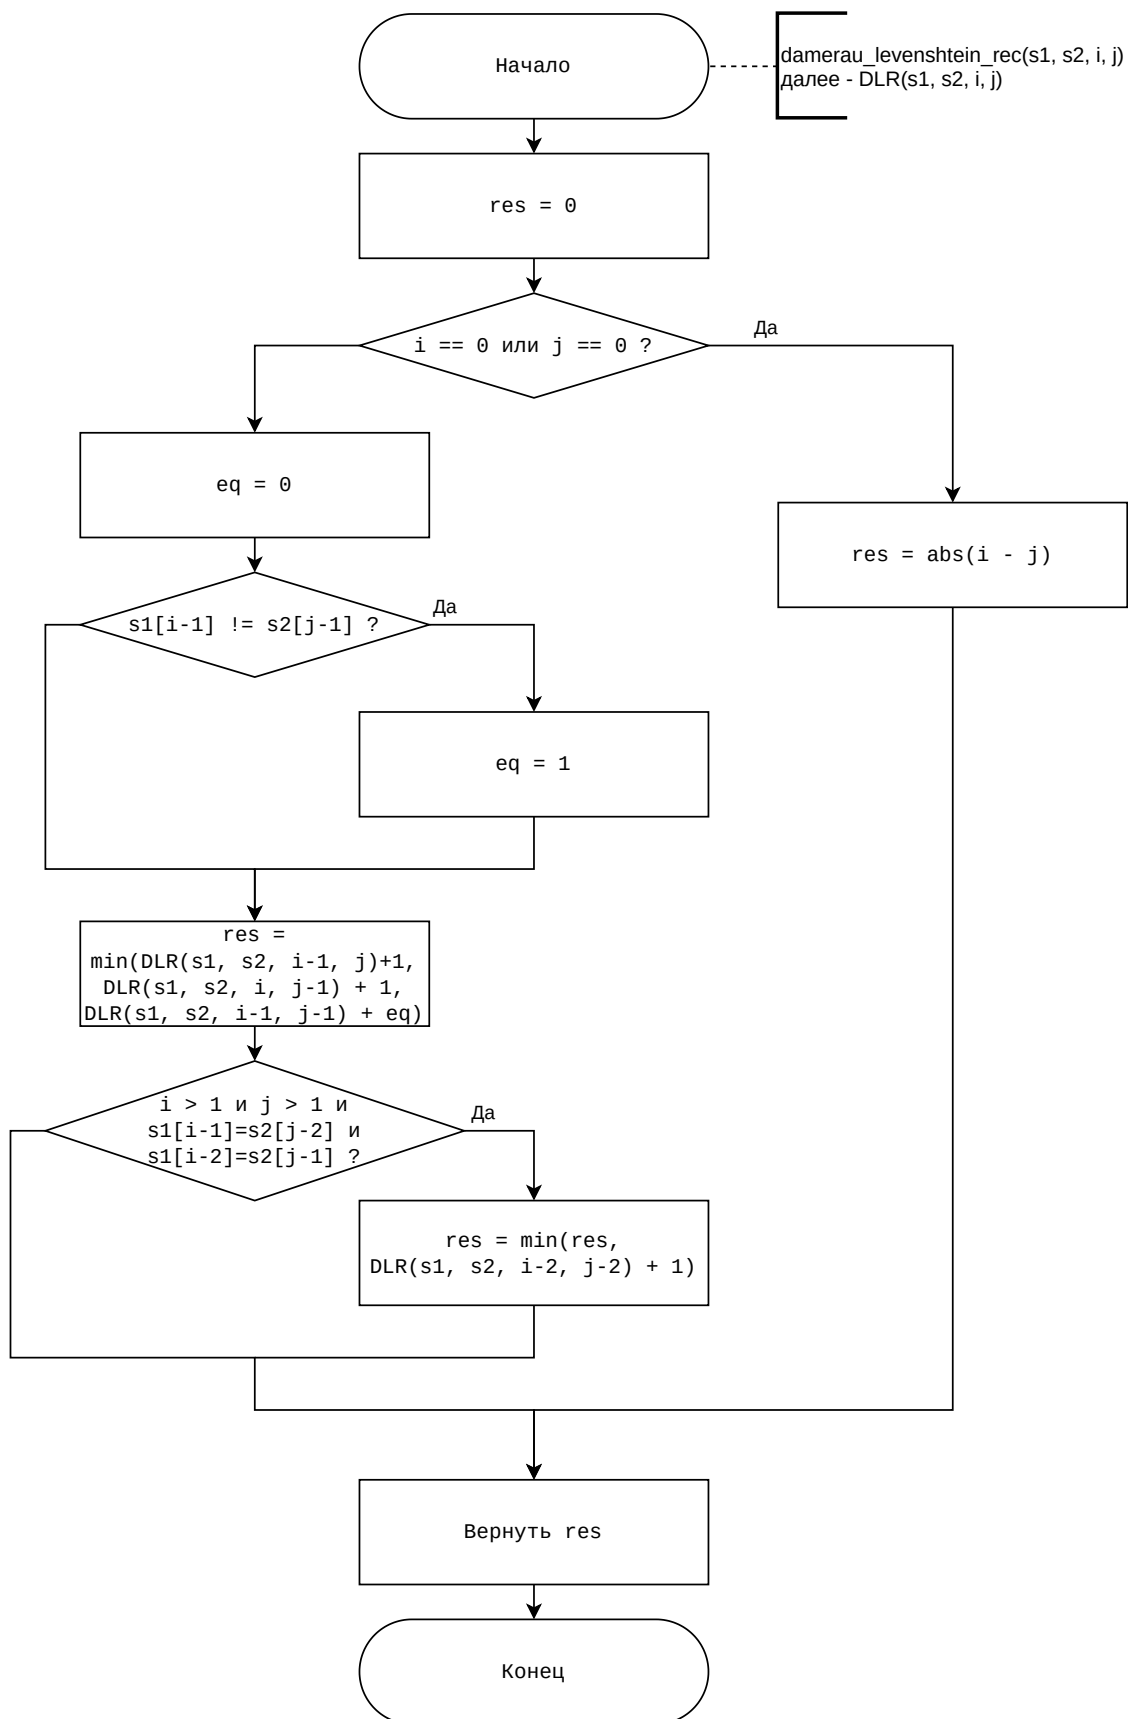 Начало
damerau_levenshtein_rec(s1, s2, i, j)
далее - DLR(s1, s2, i, j)
res = 0
i == 0 или j == 0 ?
Да
eq = 0
res = abs(i - j)
s1[i-1] != s2[j-1] ?
Да
eq = 1
res =
min(DLR(s1, s2, i-1, j)+1,
DLR(s1, s2, i, j-1) + 1,
DLR(s1, s2, i-1, j-1) + eq)
i > 1 и j > 1 и
s1[i-1]=s2[j-2] и
s1[i-2]=s2[j-1] ?
Да
res = min(res,
DLR(s1, s2, i-2, j-2) + 1)
Вернуть res
Конец